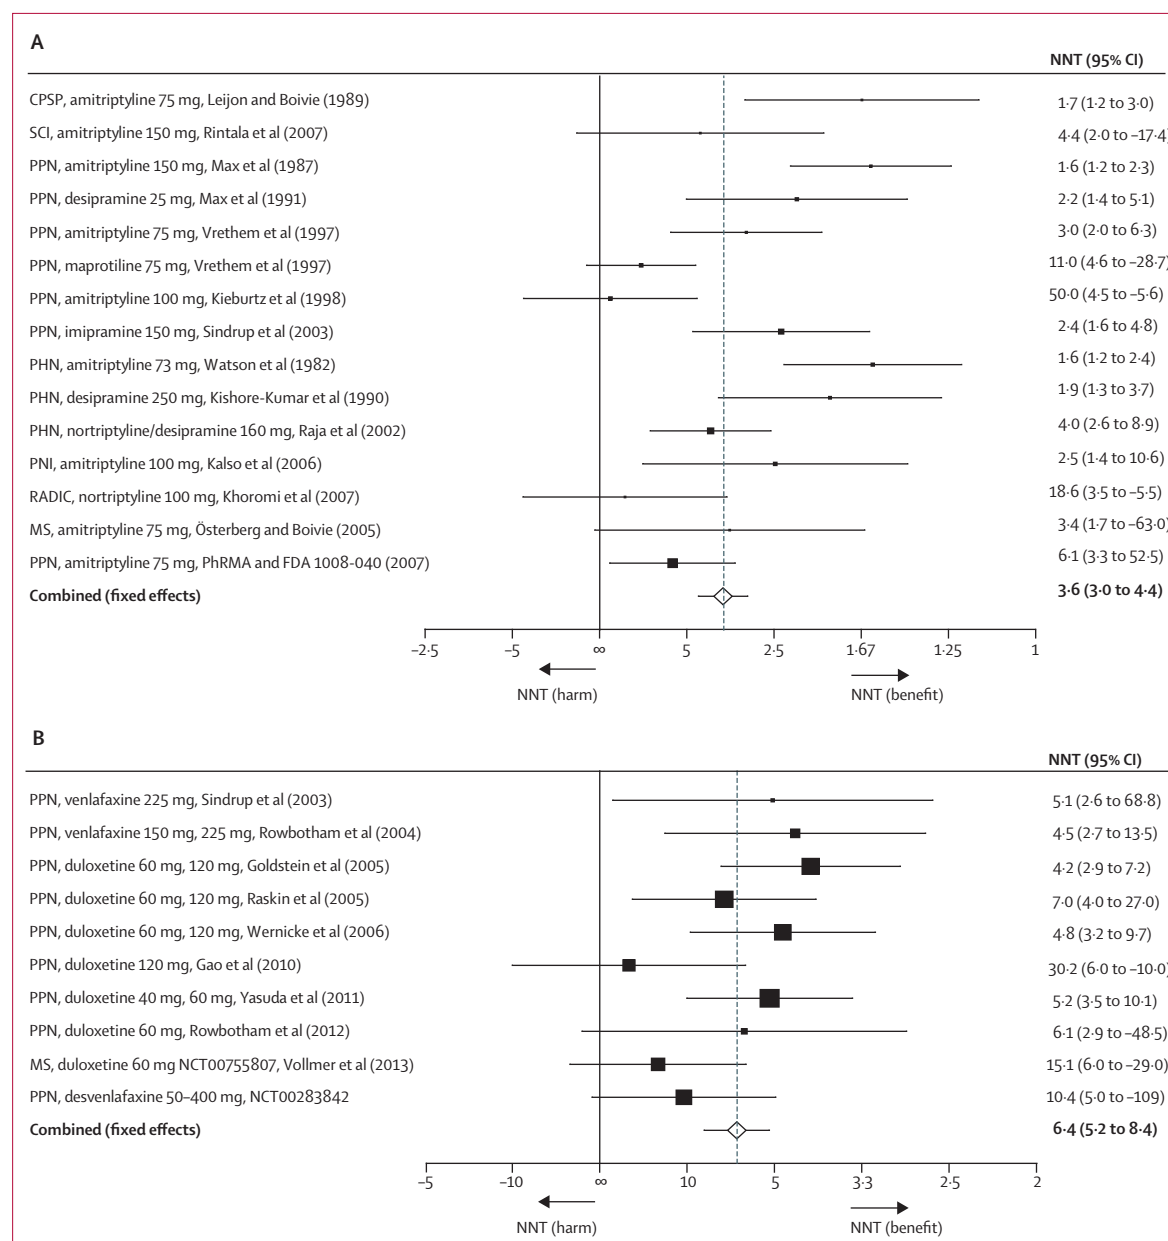 A
NNT (95% CI)
CPSP, amitriptyline 75 mg, Leijon and Boivie (1989) 1·7 (1·2 to 3·0)
SCI, amitriptyline 150 mg, Rintala et al (2007) 4·4 (2·0 to –17·4)
PPN, amitriptyline 150 mg, Max et al (1987) 1·6 (1·2 to 2·3)
PPN, desipramine 25 mg, Max et al (1991) 2·2 (1·4 to 5·1)
PPN, amitriptyline 75 mg, Vrethem et al (1997) 3·0 (2·0 to 6·3)
PPN, maprotiline 75 mg, Vrethem et al (1997) 11·0 (4·6 to –28·7)
PPN, amitriptyline 100 mg, Kieburtz et al (1998) 50·0 (4·5 to –5·6)
PPN, imipramine 150 mg, Sindrup et al (2003) 2·4 (1·6 to 4·8)
PHN, amitriptyline 73 mg, Watson et al (1982) 1·6 (1·2 to 2·4)
PHN, desipramine 250 mg, Kishore-Kumar et al (1990) 1·9 (1·3 to 3·7)
PHN, nortriptyline/desipramine 160 mg, Raja et al (2002) 4·0 (2·6 to 8·9)
PNI, amitriptyline 100 mg, Kalso et al (2006) 2·5 (1·4 to 10·6)
RADIC, nortriptyline 100 mg, Khoromi et al (2007) 18·6 (3·5 to –5·5)
MS, amitriptyline 75 mg, Österberg and Boivie (2005) 3·4 (1·7 to –63·0)
PPN, amitriptyline 75 mg, PhRMA and FDA 1008-040 (2007) 6·1 (3·3 to 52·5)
Combined (fixed effects) 3·6 (3·0 to 4·4)
–2·5 –5 ∞ 5 2·5 1·67 1·25 1
NNT (harm) NNT (benefit)
B
NNT (95% CI)
PPN, venlafaxine 225 mg, Sindrup et al (2003) 5·1 (2·6 to 68·8)
PPN, venlafaxine 150 mg, 225 mg, Rowbotham et al (2004) 4·5 (2·7 to 13·5)
PPN, duloxetine 60 mg, 120 mg, Goldstein et al (2005) 4·2 (2·9 to 7·2)
PPN, duloxetine 60 mg, 120 mg, Raskin et al (2005) 7·0 (4·0 to 27·0)
PPN, duloxetine 60 mg, 120 mg, Wernicke et al (2006) 4·8 (3·2 to 9·7)
PPN, duloxetine 120 mg, Gao et al (2010) 30·2 (6·0 to –10·0)
PPN, duloxetine 40 mg, 60 mg, Yasuda et al (2011) 5·2 (3·5 to 10·1)
PPN, duloxetine 60 mg, Rowbotham et al (2012) 6·1 (2·9 to –48·5)
MS, duloxetine 60 mg NCT00755807, Vollmer et al (2013) 15·1 (6·0 to –29·0)
PPN, desvenlafaxine 50–400 mg, NCT00283842 10·4 (5·0 to –109)
Combined (fixed effects) 6·4 (5·2 to 8·4)
–5 –10 ∞ 10 5 3·3 2·5 2
NNT (harm) NNT (benefit)